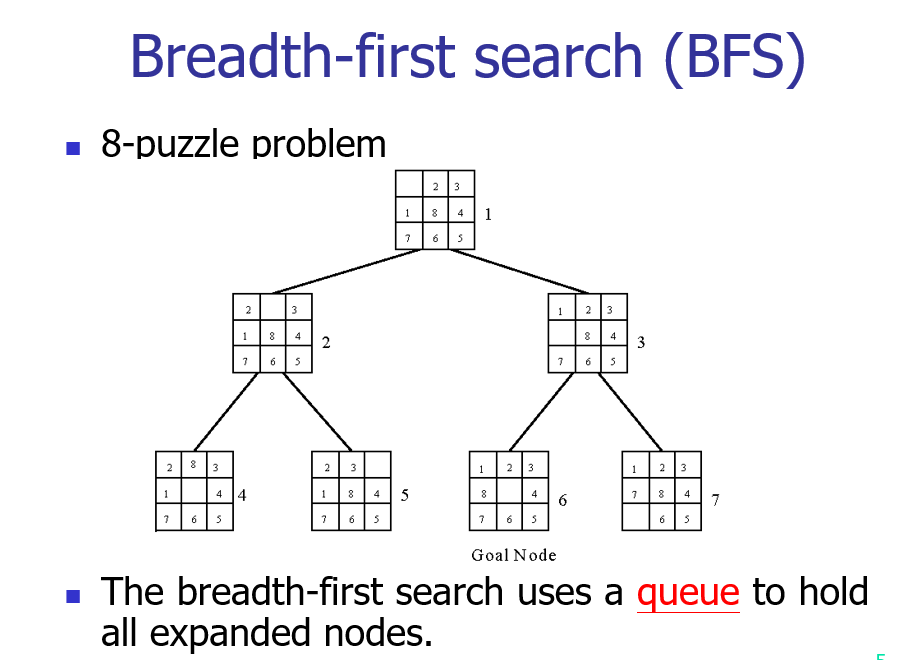 Breadth-first search (BFS)
8-puzzle problem
2 3
1 8 4 1
7 6 5
2 3 1 2 3
1 8 4 2 8 4 3
7 6 5 7 6 5
2 8 3 2 3 1 2 3 1 2 3
1 4 4 1 8 4 5 8 4 6 7 8 4 7
7 6 5 7 6 5 7 6 5 6 5
Goal Node
The breadth-first search uses a queue to hold
all expanded nodes.
5